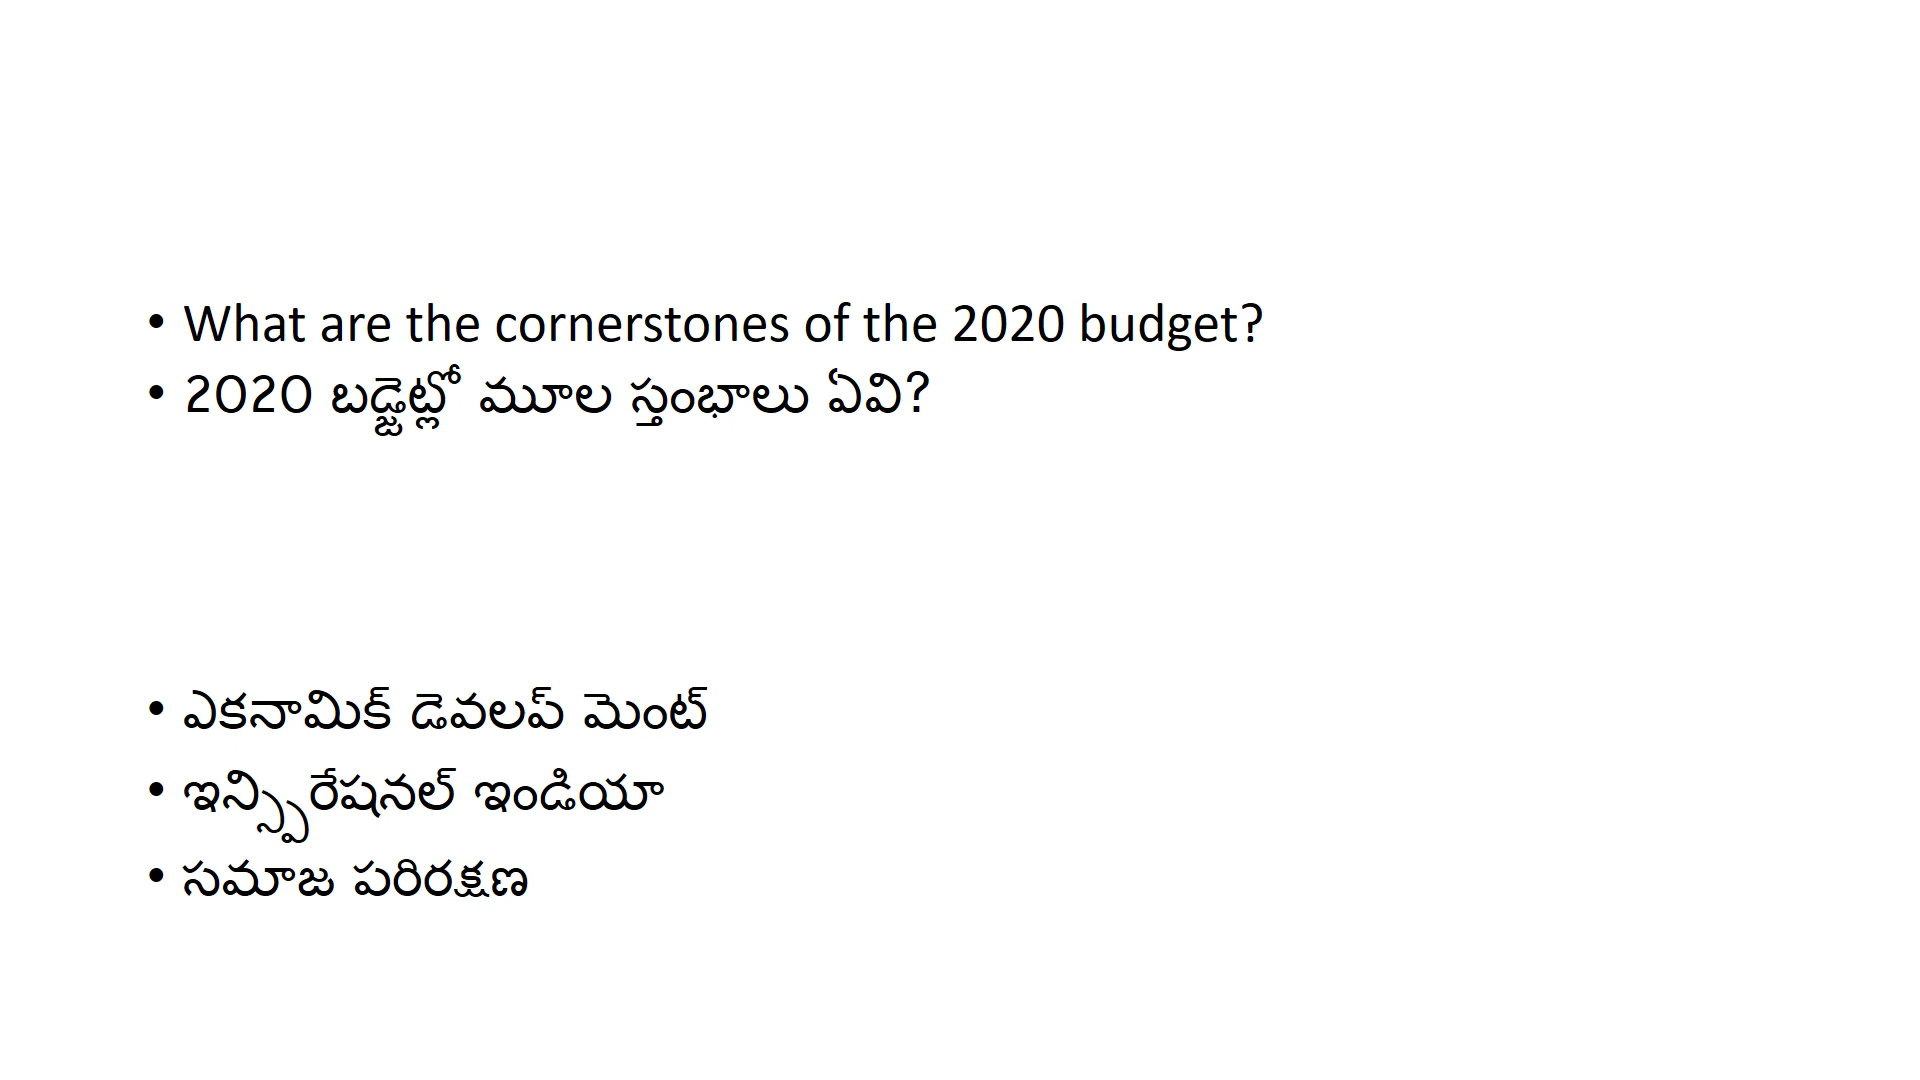 • What are the cornerstones of the 2020 budget?
• 2020 బడ్జెట్లో మూల స్తంభాలు ఏవి?
• ఎకనామిక్ డెవలప్ మెంట్
• ఇన్స్పిరేషనల్ ఇండియా
• సమాజ పరిరక్షణ